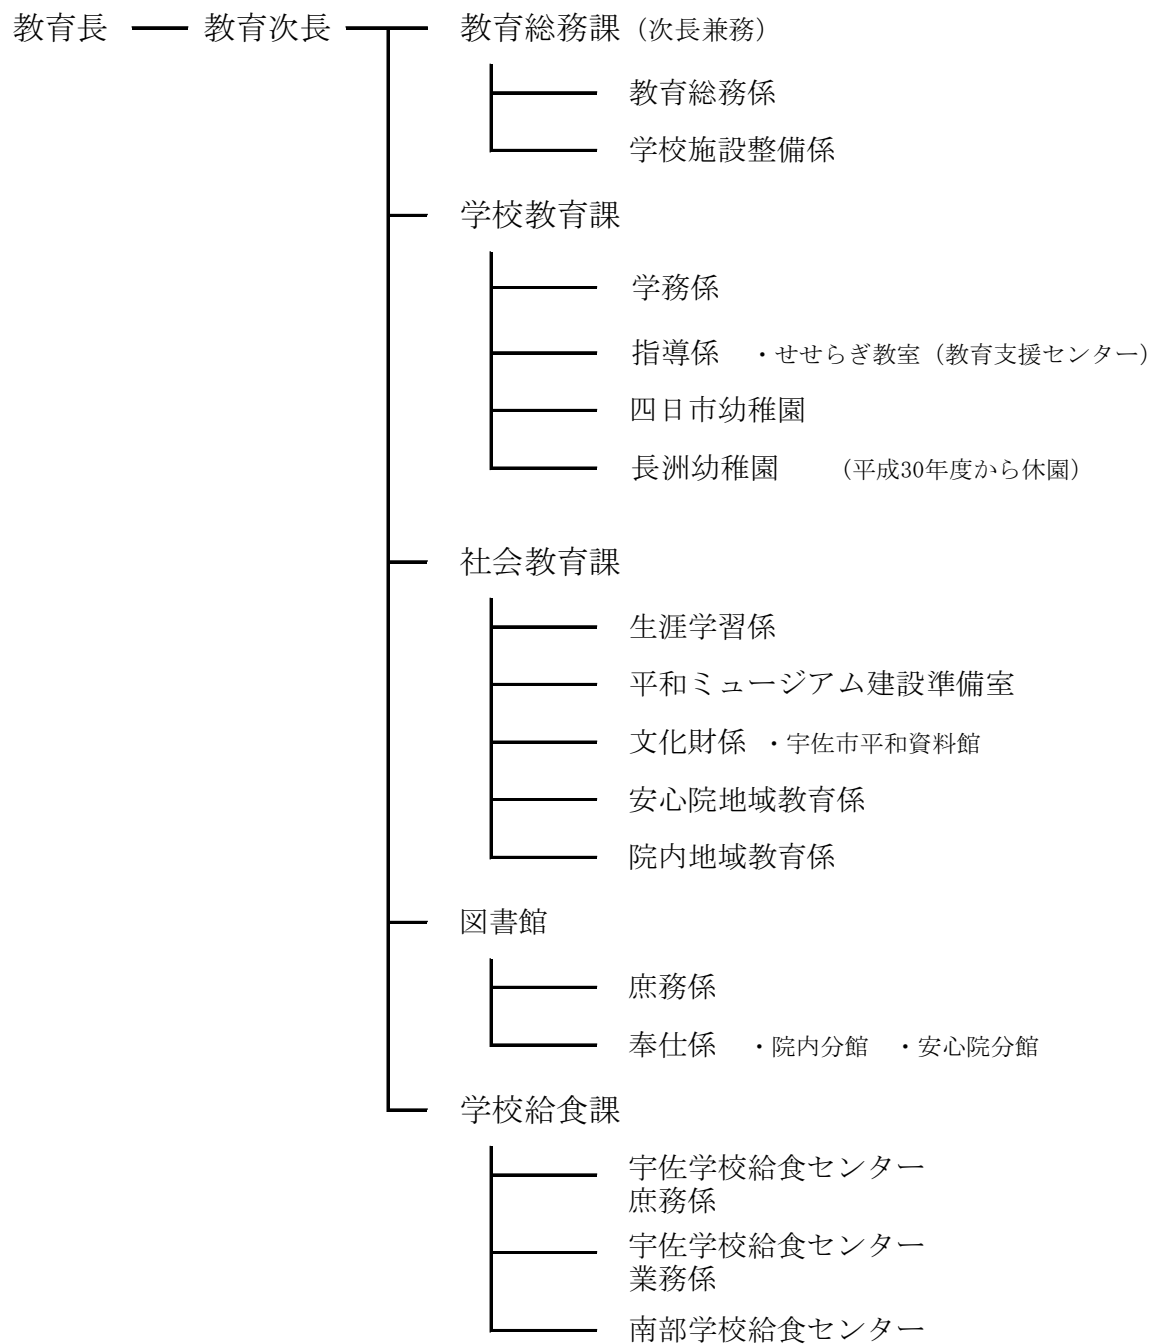 教育長 教育次長 教育総務課（次長兼務）
教育総務係
学校施設整備係
学校教育課
学務係
指導係 ・せせらぎ教室（教育支援センター）
四日市幼稚園
長洲幼稚園 （平成30年度から休園）
社会教育課
生涯学習係
平和ミュージアム建設準備室
文化財係 ・宇佐市平和資料館
安心院地域教育係
院内地域教育係
図書館
庶務係
奉仕係 ・院内分館 ・安心院分館
学校給食課
宇佐学校給食センター
庶務係
宇佐学校給食センター
業務係
南部学校給食センター